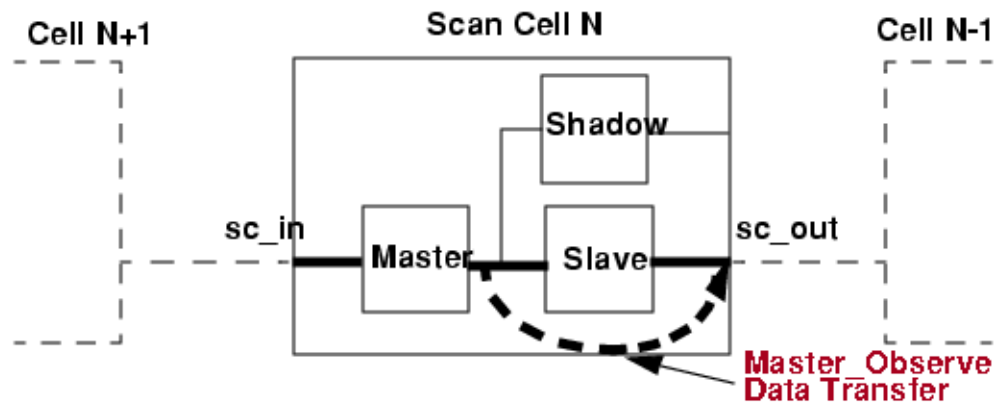 Cell N+1
Scan Cell N
Cell N-1
Shadow
sc_in
Master
Slave
sc_out
Master_Observe
Data Transfer